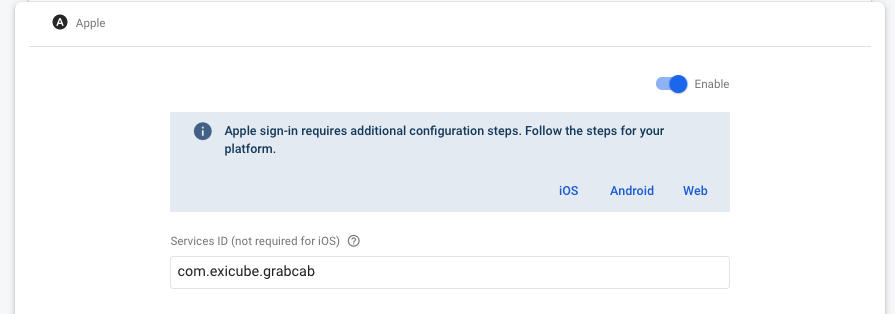 A Apple
Enable
Apple sign-in requires additional configuration steps. Follow the steps for your
platform.
iOS Android Web
Services ID (not required for iOS)
com.exicube.grabcab